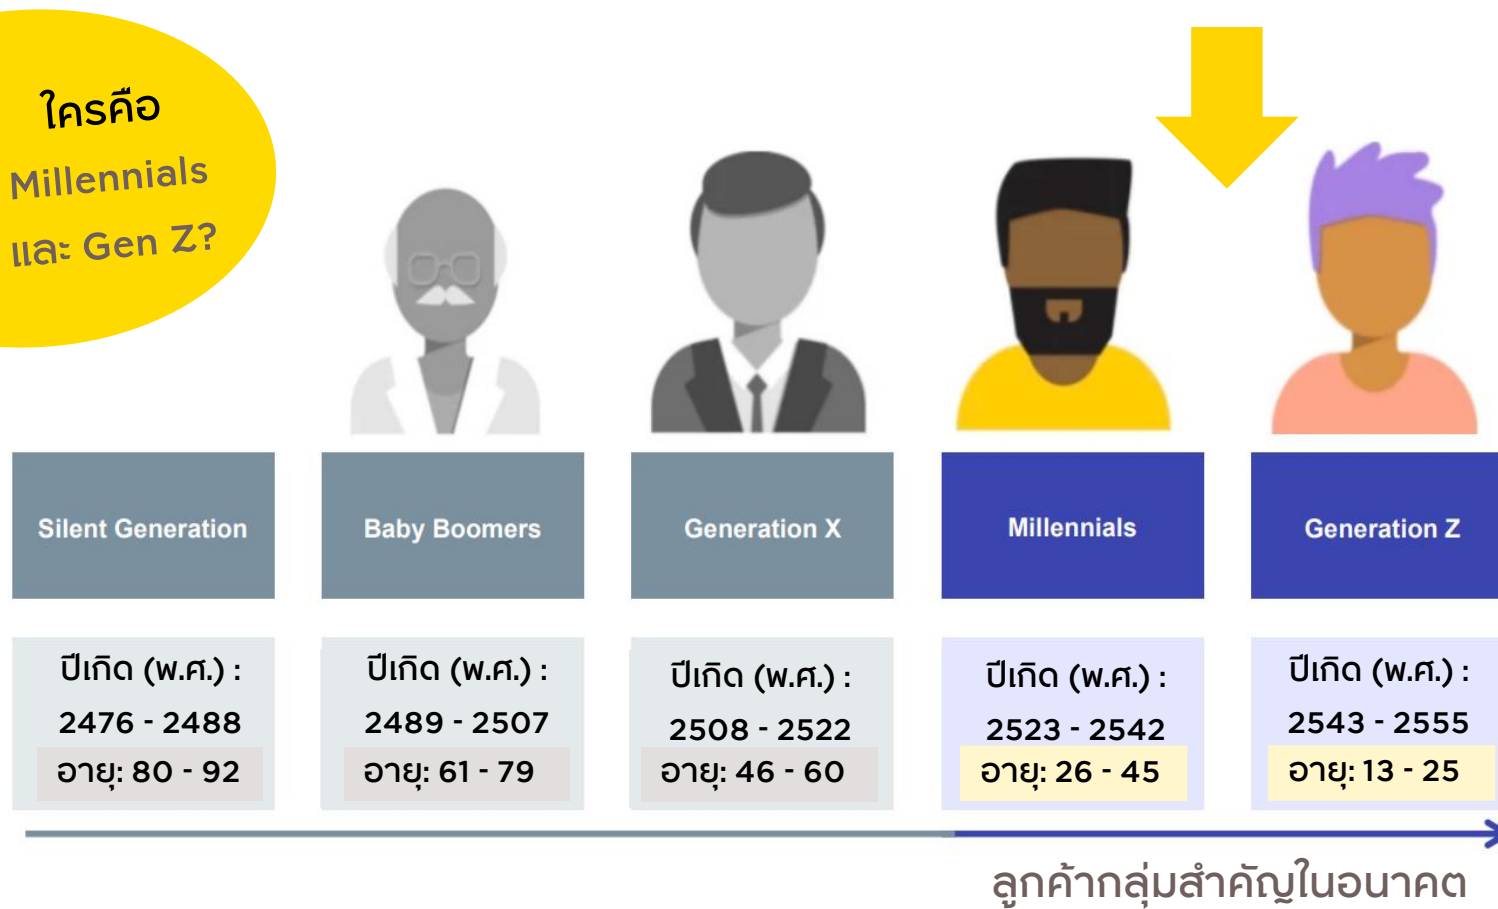 ใครคือ
Millennials
และ Gen Z?
Silent Generation
Baby Boomers
Generation X
Millennials
Generation Z
ปีเกิด (พ.ศ.) :
2476 - 2488
อายุ: 80 - 92
ปีเกิด (พ.ศ.) :
2489 - 2507
อายุ: 61 - 79
ปีเกิด (พ.ศ.) :
2508 - 2522
อายุ: 46 - 60
ปีเกิด (พ.ศ.) :
2523 - 2542
อายุ: 26 - 45
ปีเกิด (พ.ศ.) :
2543 - 2555
อายุ: 13 - 25
ลูกค้ากลุ่มสำคัญในอนาคต